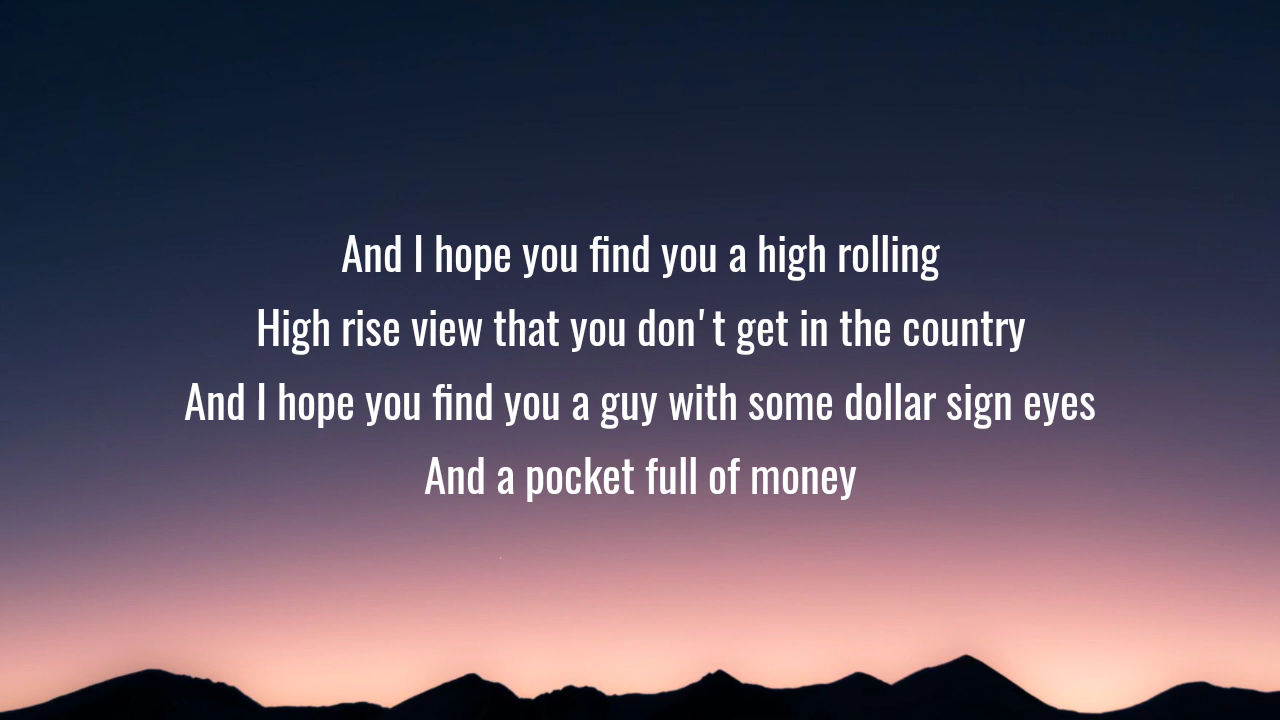 And I hope you find you a high rolling
High rise view that you don't get in the country
And I hope you find you a guy with some dollar sign eyes
And a pocket full of money